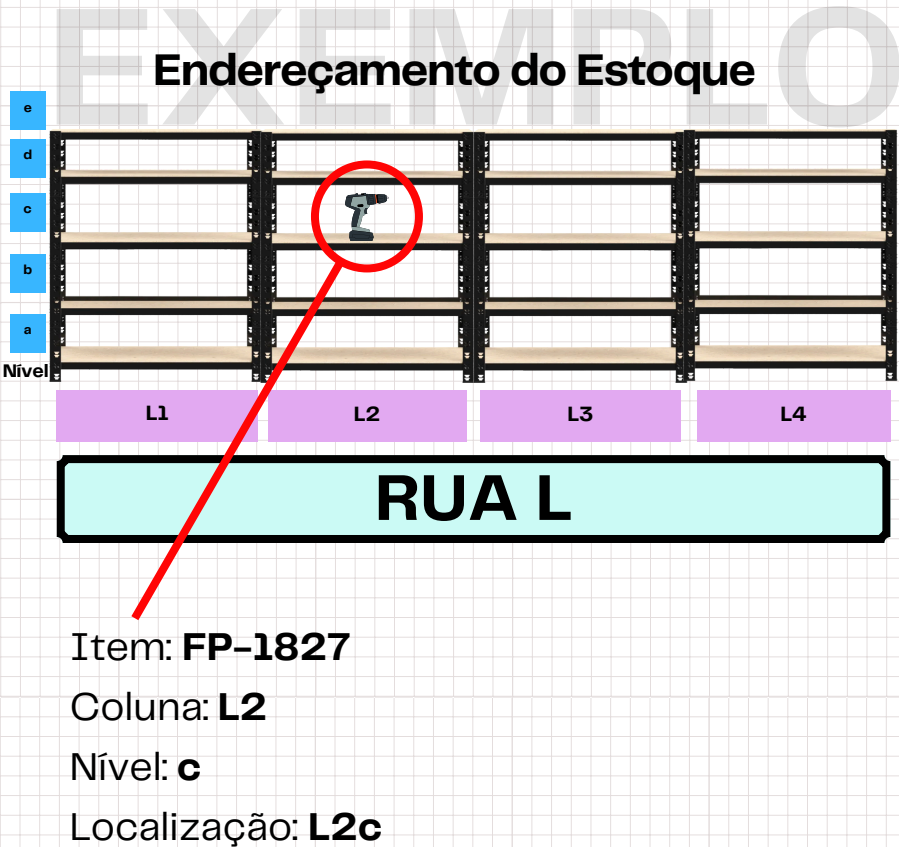 EXEMPLO
Endereçamento do Estoque
e
d
c
b
a
Nível
L1
L2
L3
L4
RUA L
Item: FP-1827
Coluna: L2
Nível: c
Localização: L2c